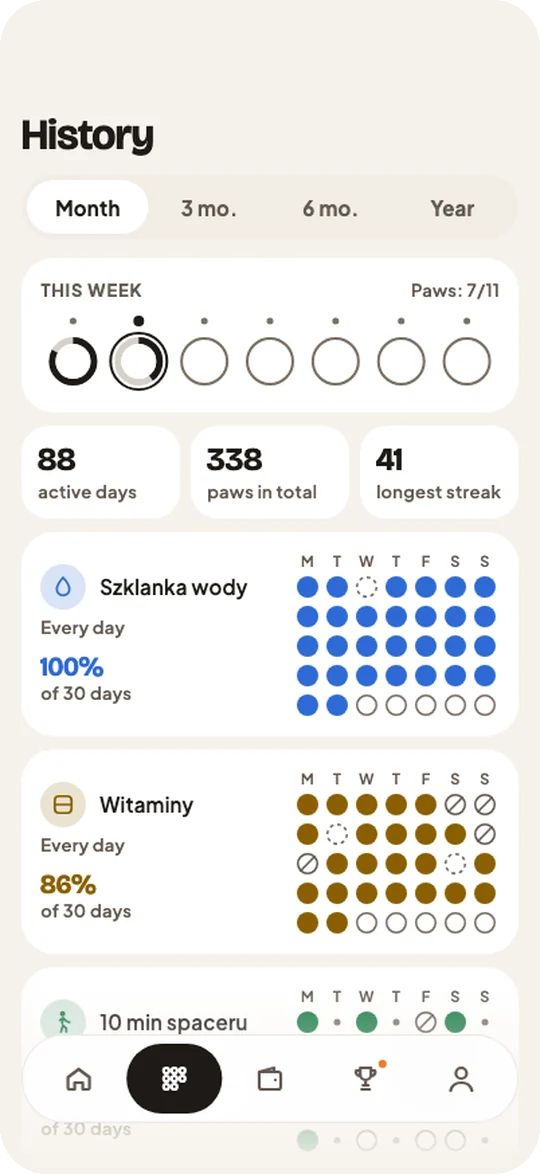 History
Month 3 mo. 6 mo. Year
THIS WEEK Paws: 7/11
88 338 41
active days paws in total longest streak
M T W T F S S
Szklanka wody
Every day
100%
of 30 days
M T W T F S S
Witaminy
Every day
86%
of 30 days
M T W T F S S
10 min spaceru
of 30 days